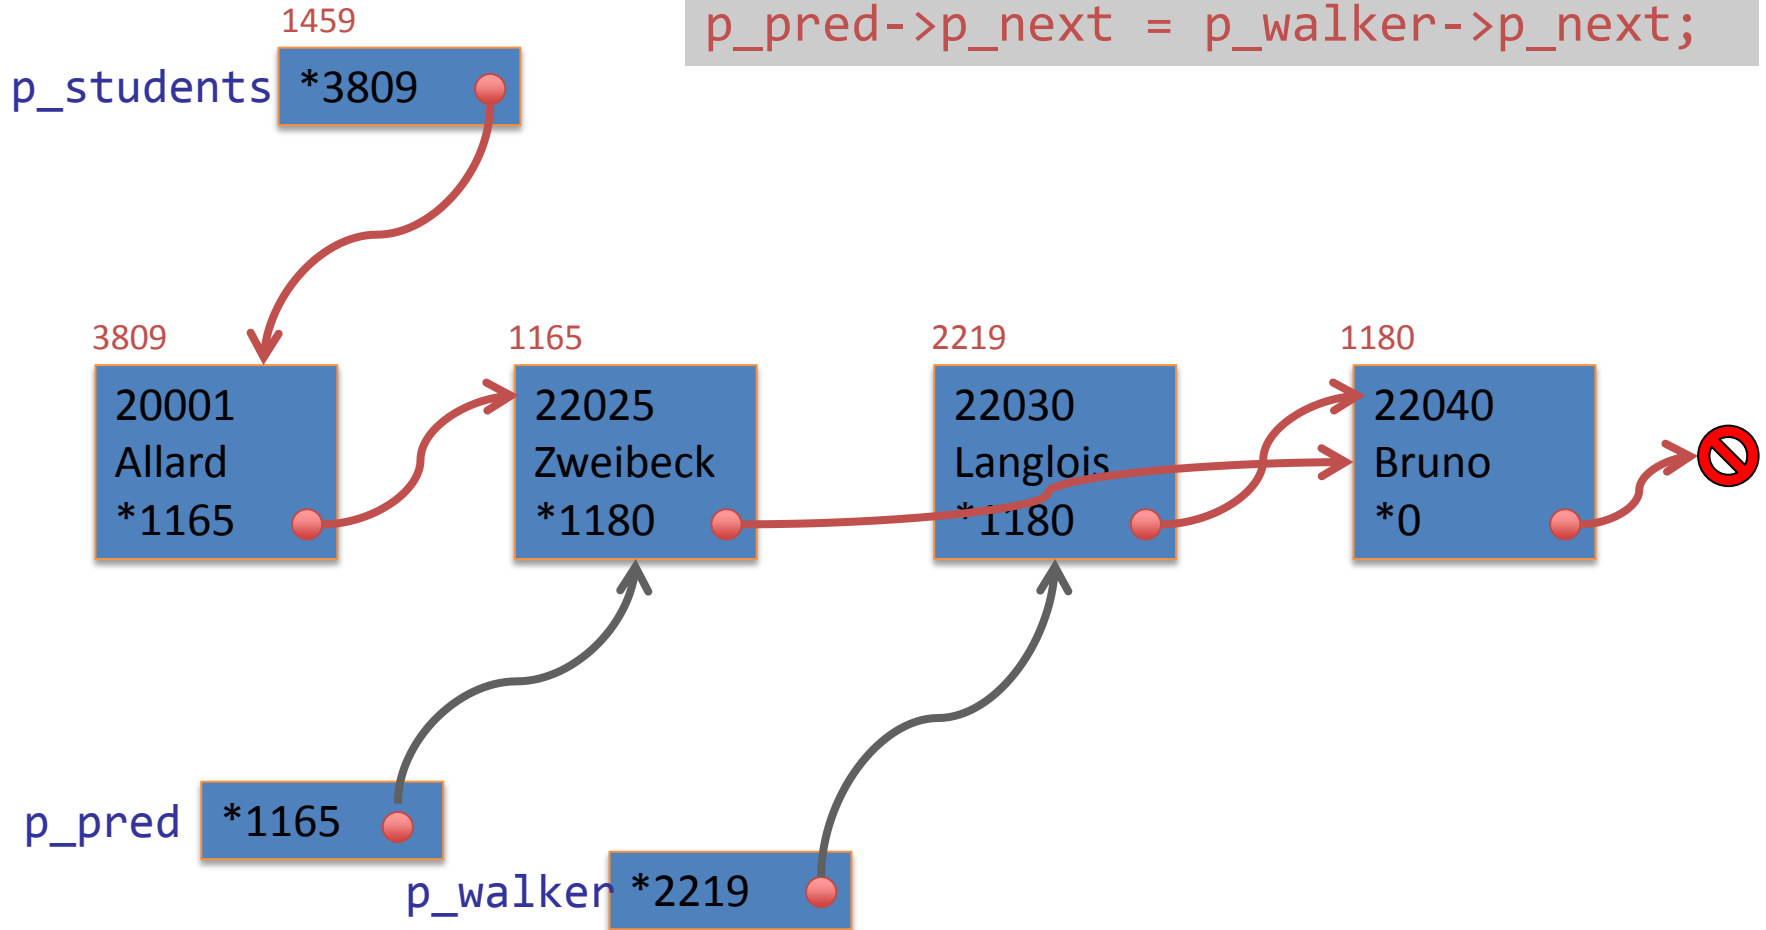 1459
p_pred->p_next = p_walker->p_next;
p_students *3809
3809
20001
Allard
*1165
1165
22025
Zweibeck
*1180
2219
22030
Langlois
*1180
1180
22040
Bruno
*0
p_pred *1165
p_walker *2219